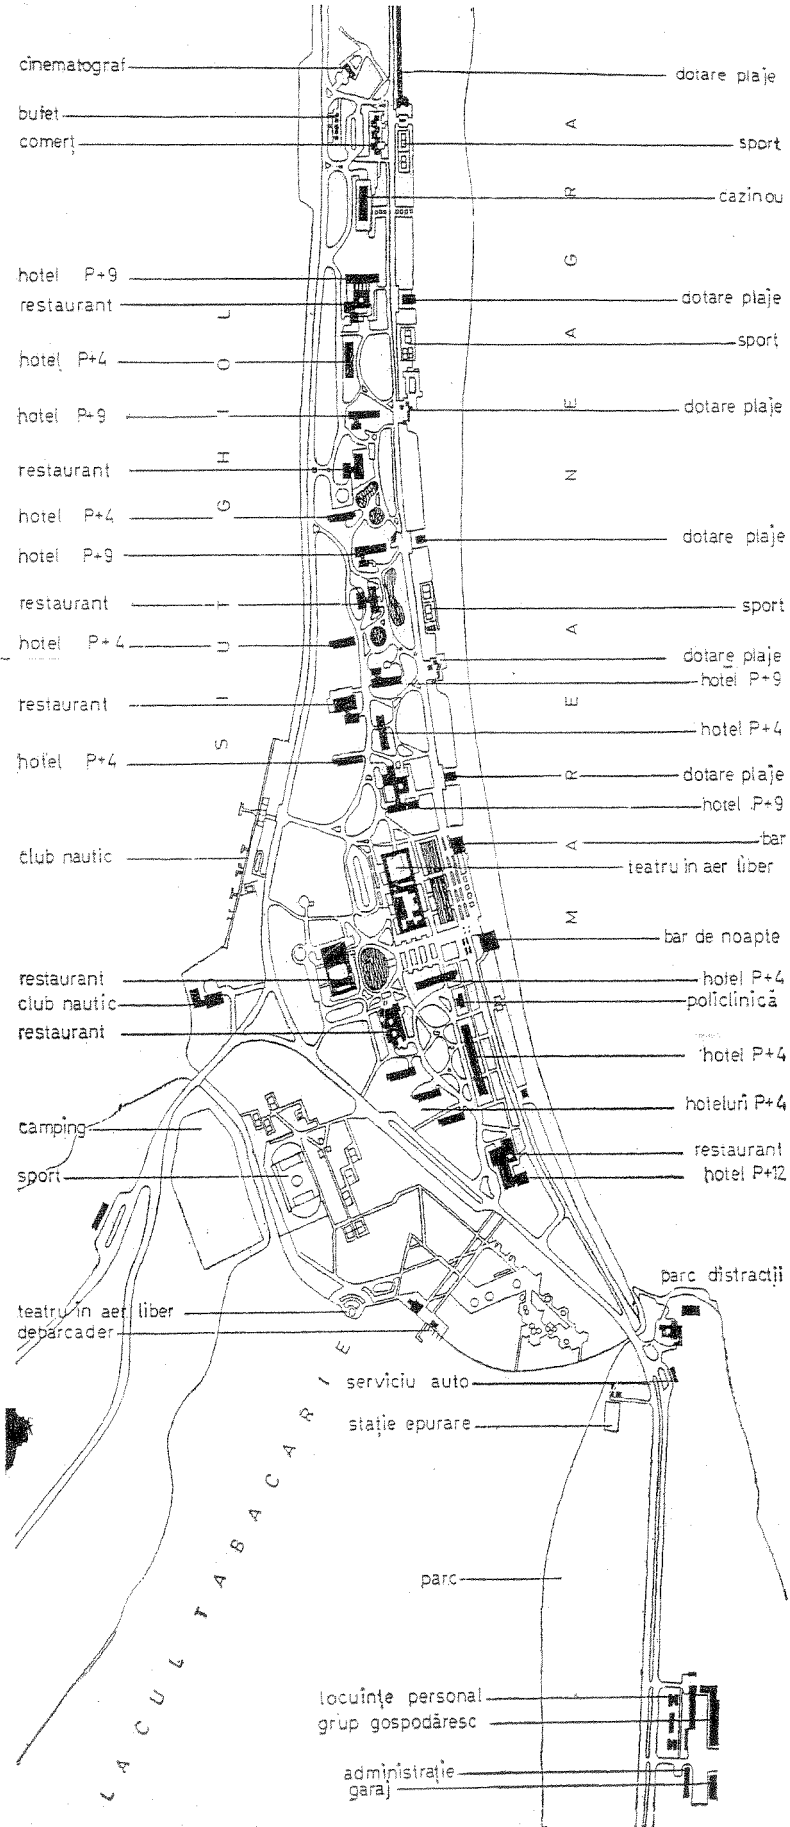 cinematograf
bufet
comerț
hotel P+9
restaurant
hotel P+4
hotel P+9
restaurant
hotel P+4
hotel P+9
restaurant
hotel P+4
restaurant
hotel P+4
club nautic
restaurant
club nautic
restaurant
camping
sport
teatru in aer liber
debarcader
SIUTGHIOL
dotare plaje
sport
cazinou
dotare plaje
sport
dotare plaje
dotare plaje
sport
dotare plaje
hotel P+9
hotel P+4
dotare plaje
hotel P+9
bar
teatru in aer liber
bar de noapte
hotel P+4
policlinică
hotel P+4
hoteluri P+4
restaurant
hotel P+12
parc distracții
MAREA NEAGRA
serviciu auto
stație epurare
parc
LACUL TABACARIE
locuințe personal
grup gospodăresc
administrație
garaj